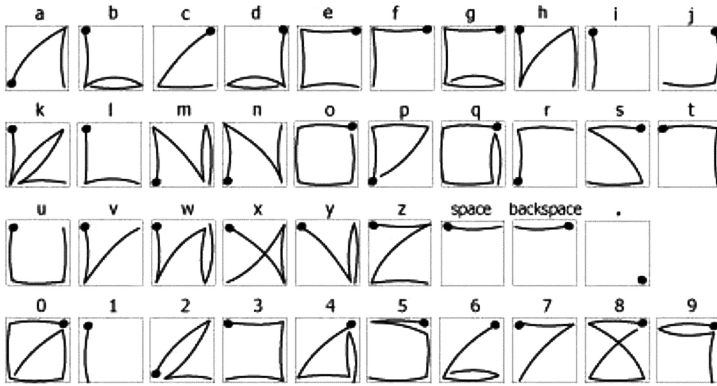 a b c d e f g h i j
k l m n o p q r s t
u v w x y z space backspace .
0 1 2 3 4 5 6 7 8 9